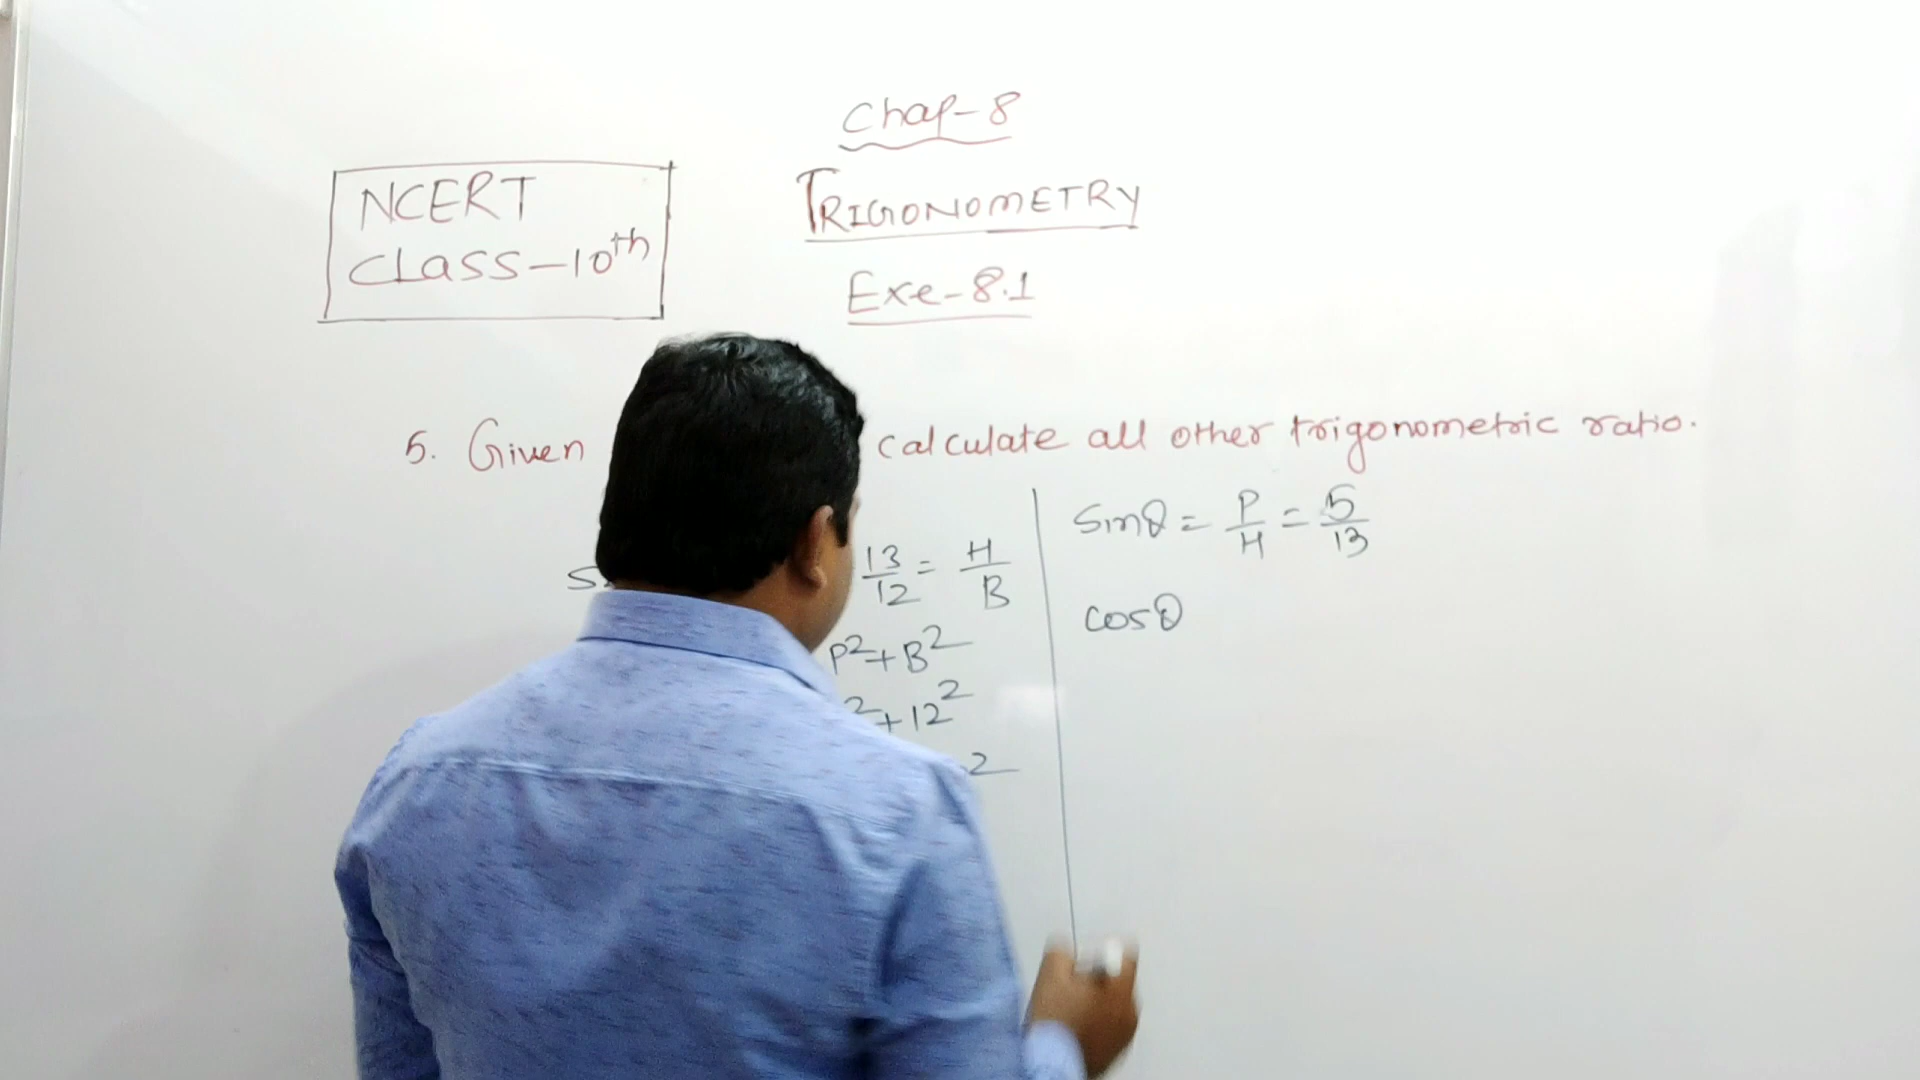 Chap-8
NCERT
CLASS-10th
TRIGONOMETRY
Exe-8.1
5. Given calculate all other trigonometric ratio.
13/12 = H/B
P²+B²
²+12²
2
Sinθ = P/H = 5/13
cosθ